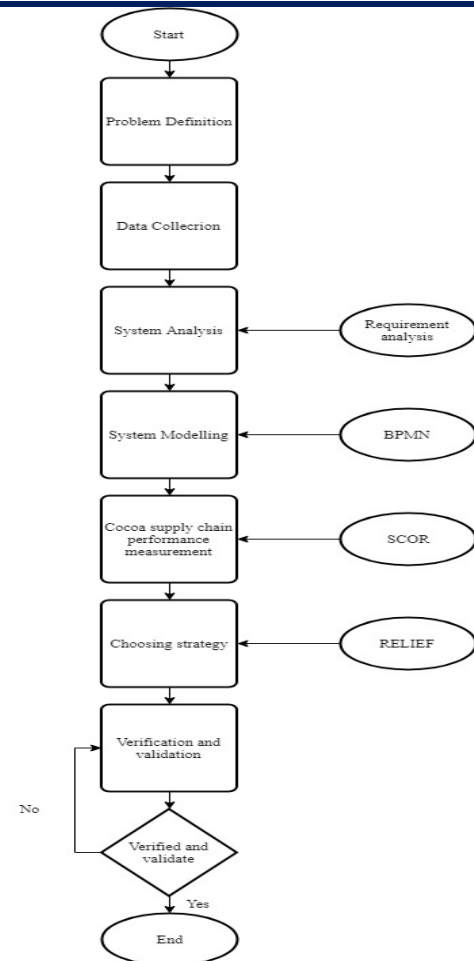 Start
Problem Definition
Data Collecrion
System Analysis
Requirement
analysis
System Modelling
BPMN
Cocoa supply chain
performance
measurement
SCOR
Choosing strategy
RELIEF
Verification and
validation
No
Verified and
validate
Yes
End